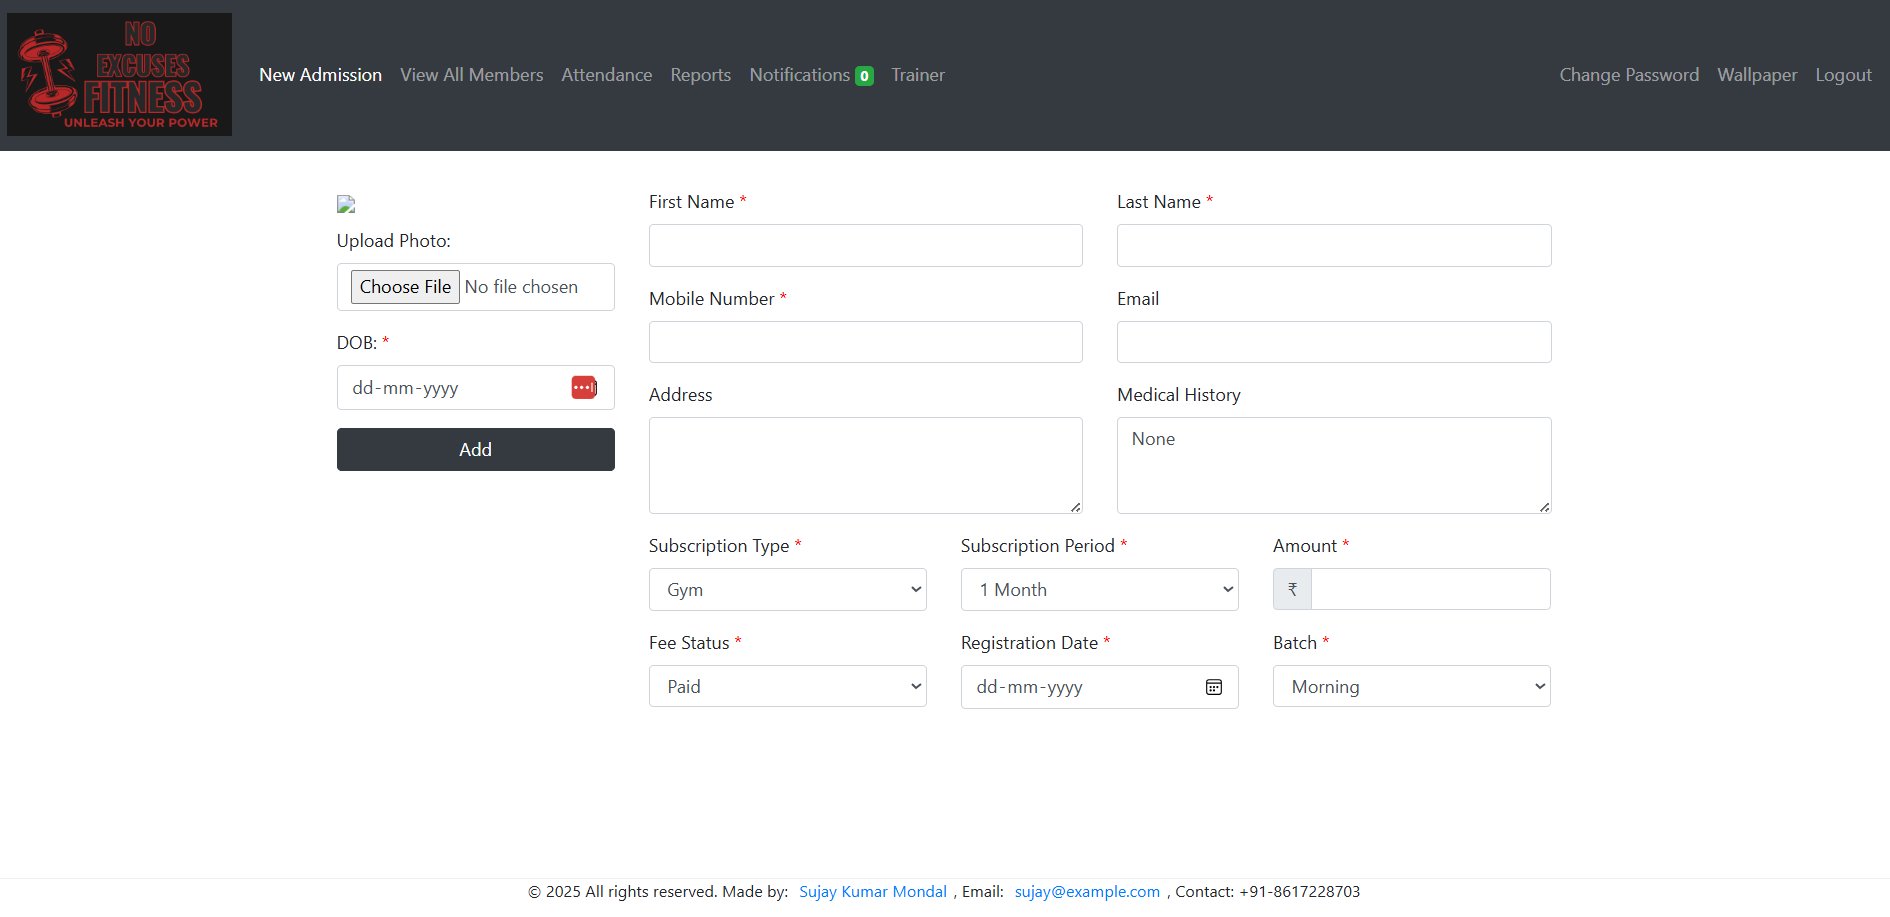 NO
EXCUSES
FITNESS
UNLEASH YOUR POWER
New Admission View All Members Attendance Reports Notifications 0 Trainer
Change Password Wallpaper Logout
Upload Photo:
Choose File No file chosen
DOB: *
dd-mm-yyyy
Add
First Name *
Last Name *
Mobile Number *
Email
Address
Medical History
None
Subscription Type *
Subscription Period *
Amount *
Gym
1 Month
₹
Fee Status *
Registration Date *
Batch *
Paid
dd-mm-yyyy
Morning
© 2025 All rights reserved. Made by: Sujay Kumar Mondal , Email: sujay@example.com , Contact: +91-8617228703